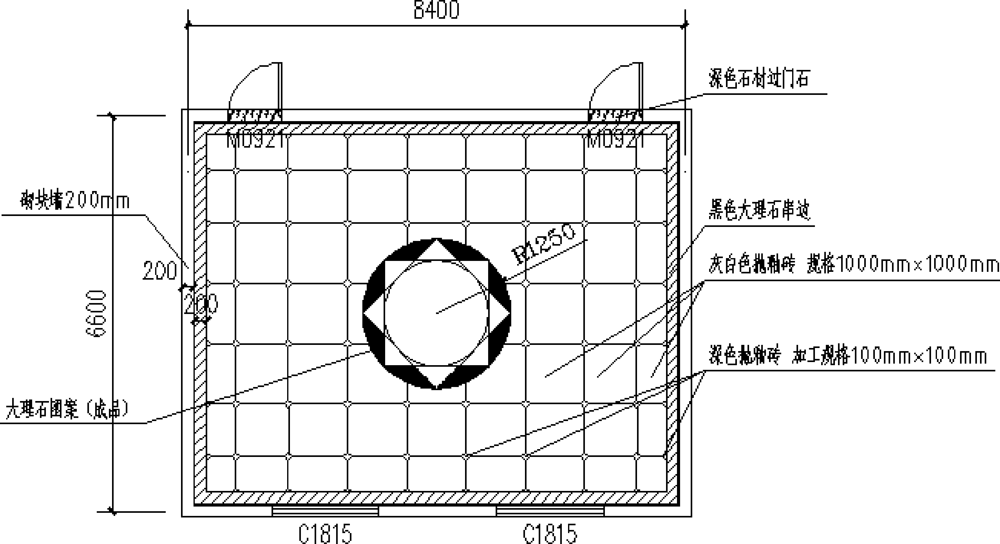 8400
深色石材过门石
M0921
M0921
砌块墙200mm
黑色大理石串边
R1250
灰白色抛釉砖 规格1000mm×1000mm
200
200
6600
深色抛釉砖 加工规格100mm×100mm
大理石图案(成品)
C1815
C1815